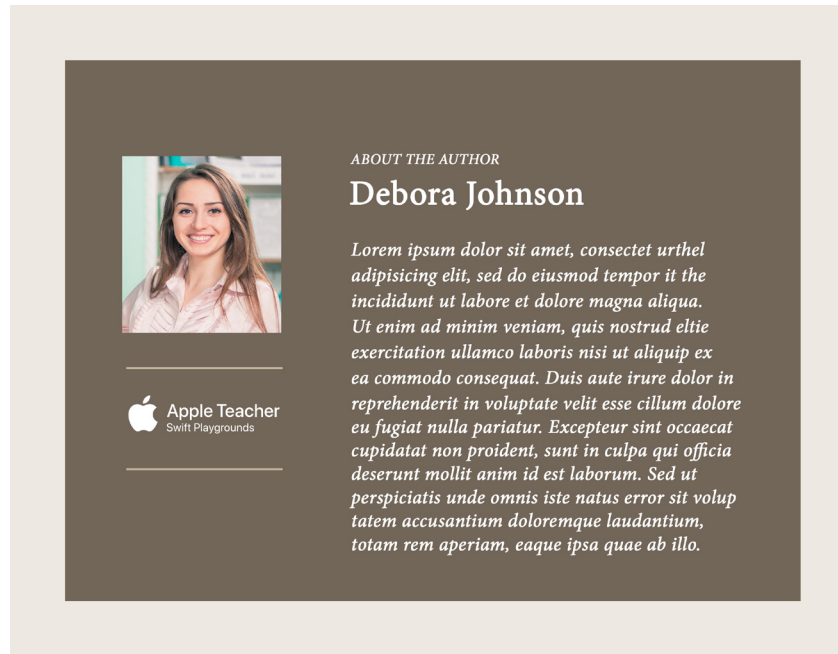 ABOUT THE AUTHOR
Debora Johnson
Lorem ipsum dolor sit amet, consectet urthel
adipisicing elit, sed do eiusmod tempor it the
incididunt ut labore et dolore magna aliqua.
Ut enim ad minim veniam, quis nostrud eltie
exercitation ullamco laboris nisi ut aliquip ex
ea commodo consequat. Duis aute irure dolor in
reprehenderit in voluptate velit esse cillum dolore
eu fugiat nulla pariatur. Excepteur sint occaecat
cupidatat non proident, sunt in culpa qui officia
deserunt mollit anim id est laborum. Sed ut
perspiciatis unde omnis iste natus error sit volup
tatem accusantium doloremque laudantium,
totam rem aperiam, eaque ipsa quae ab illo.
Apple Teacher
Swift Playgrounds